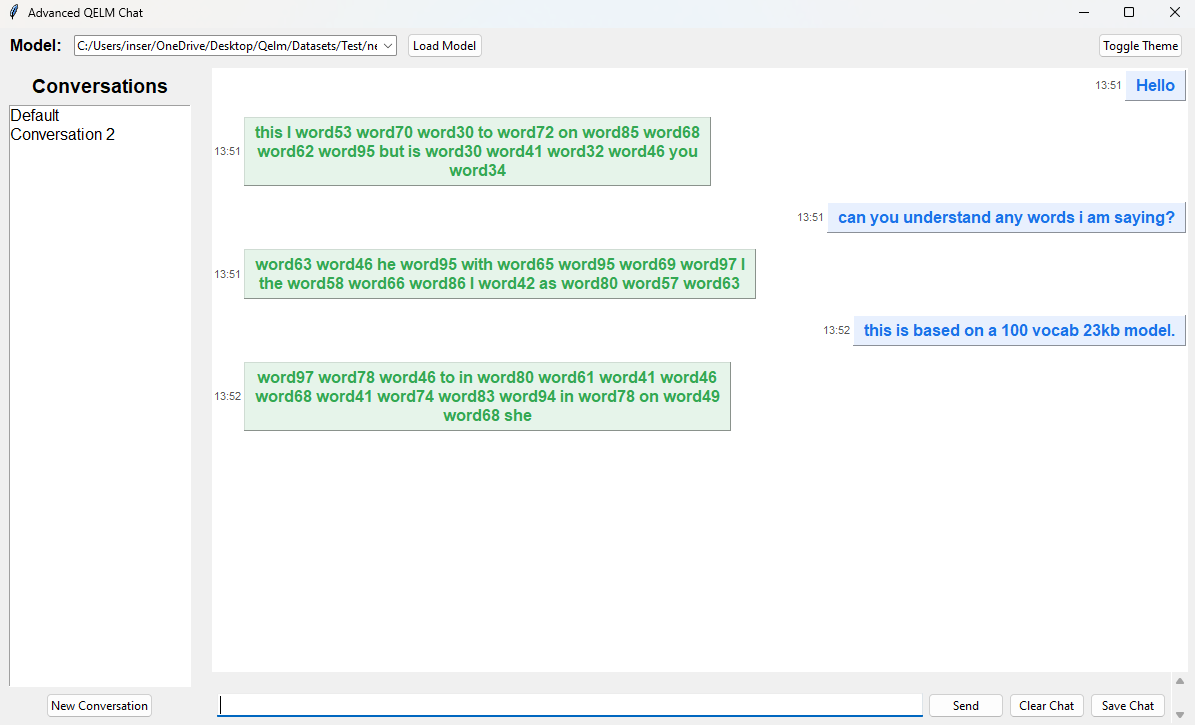 Advanced QELM Chat
Model: C:/Users/inser/OneDrive/Desktop/Qelm/Datasets/Test/ne Load Model Toggle Theme
Conversations
Default
Conversation 2
13:51 Hello
this I word53 word70 word30 to word72 on word85 word68
13:51 word62 word95 but is word30 word41 word32 word46 you
word34
13:51 can you understand any words i am saying?
word63 word46 he word95 with word65 word95 word69 word97 I
13:51 the word58 word66 word86 I word42 as word80 word57 word63
13:52 this is based on a 100 vocab 23kb model.
word97 word78 word46 to in word80 word61 word41 word46
13:52 word68 word41 word74 word83 word94 in word78 on word49
word68 she
New Conversation Send Clear Chat Save Chat